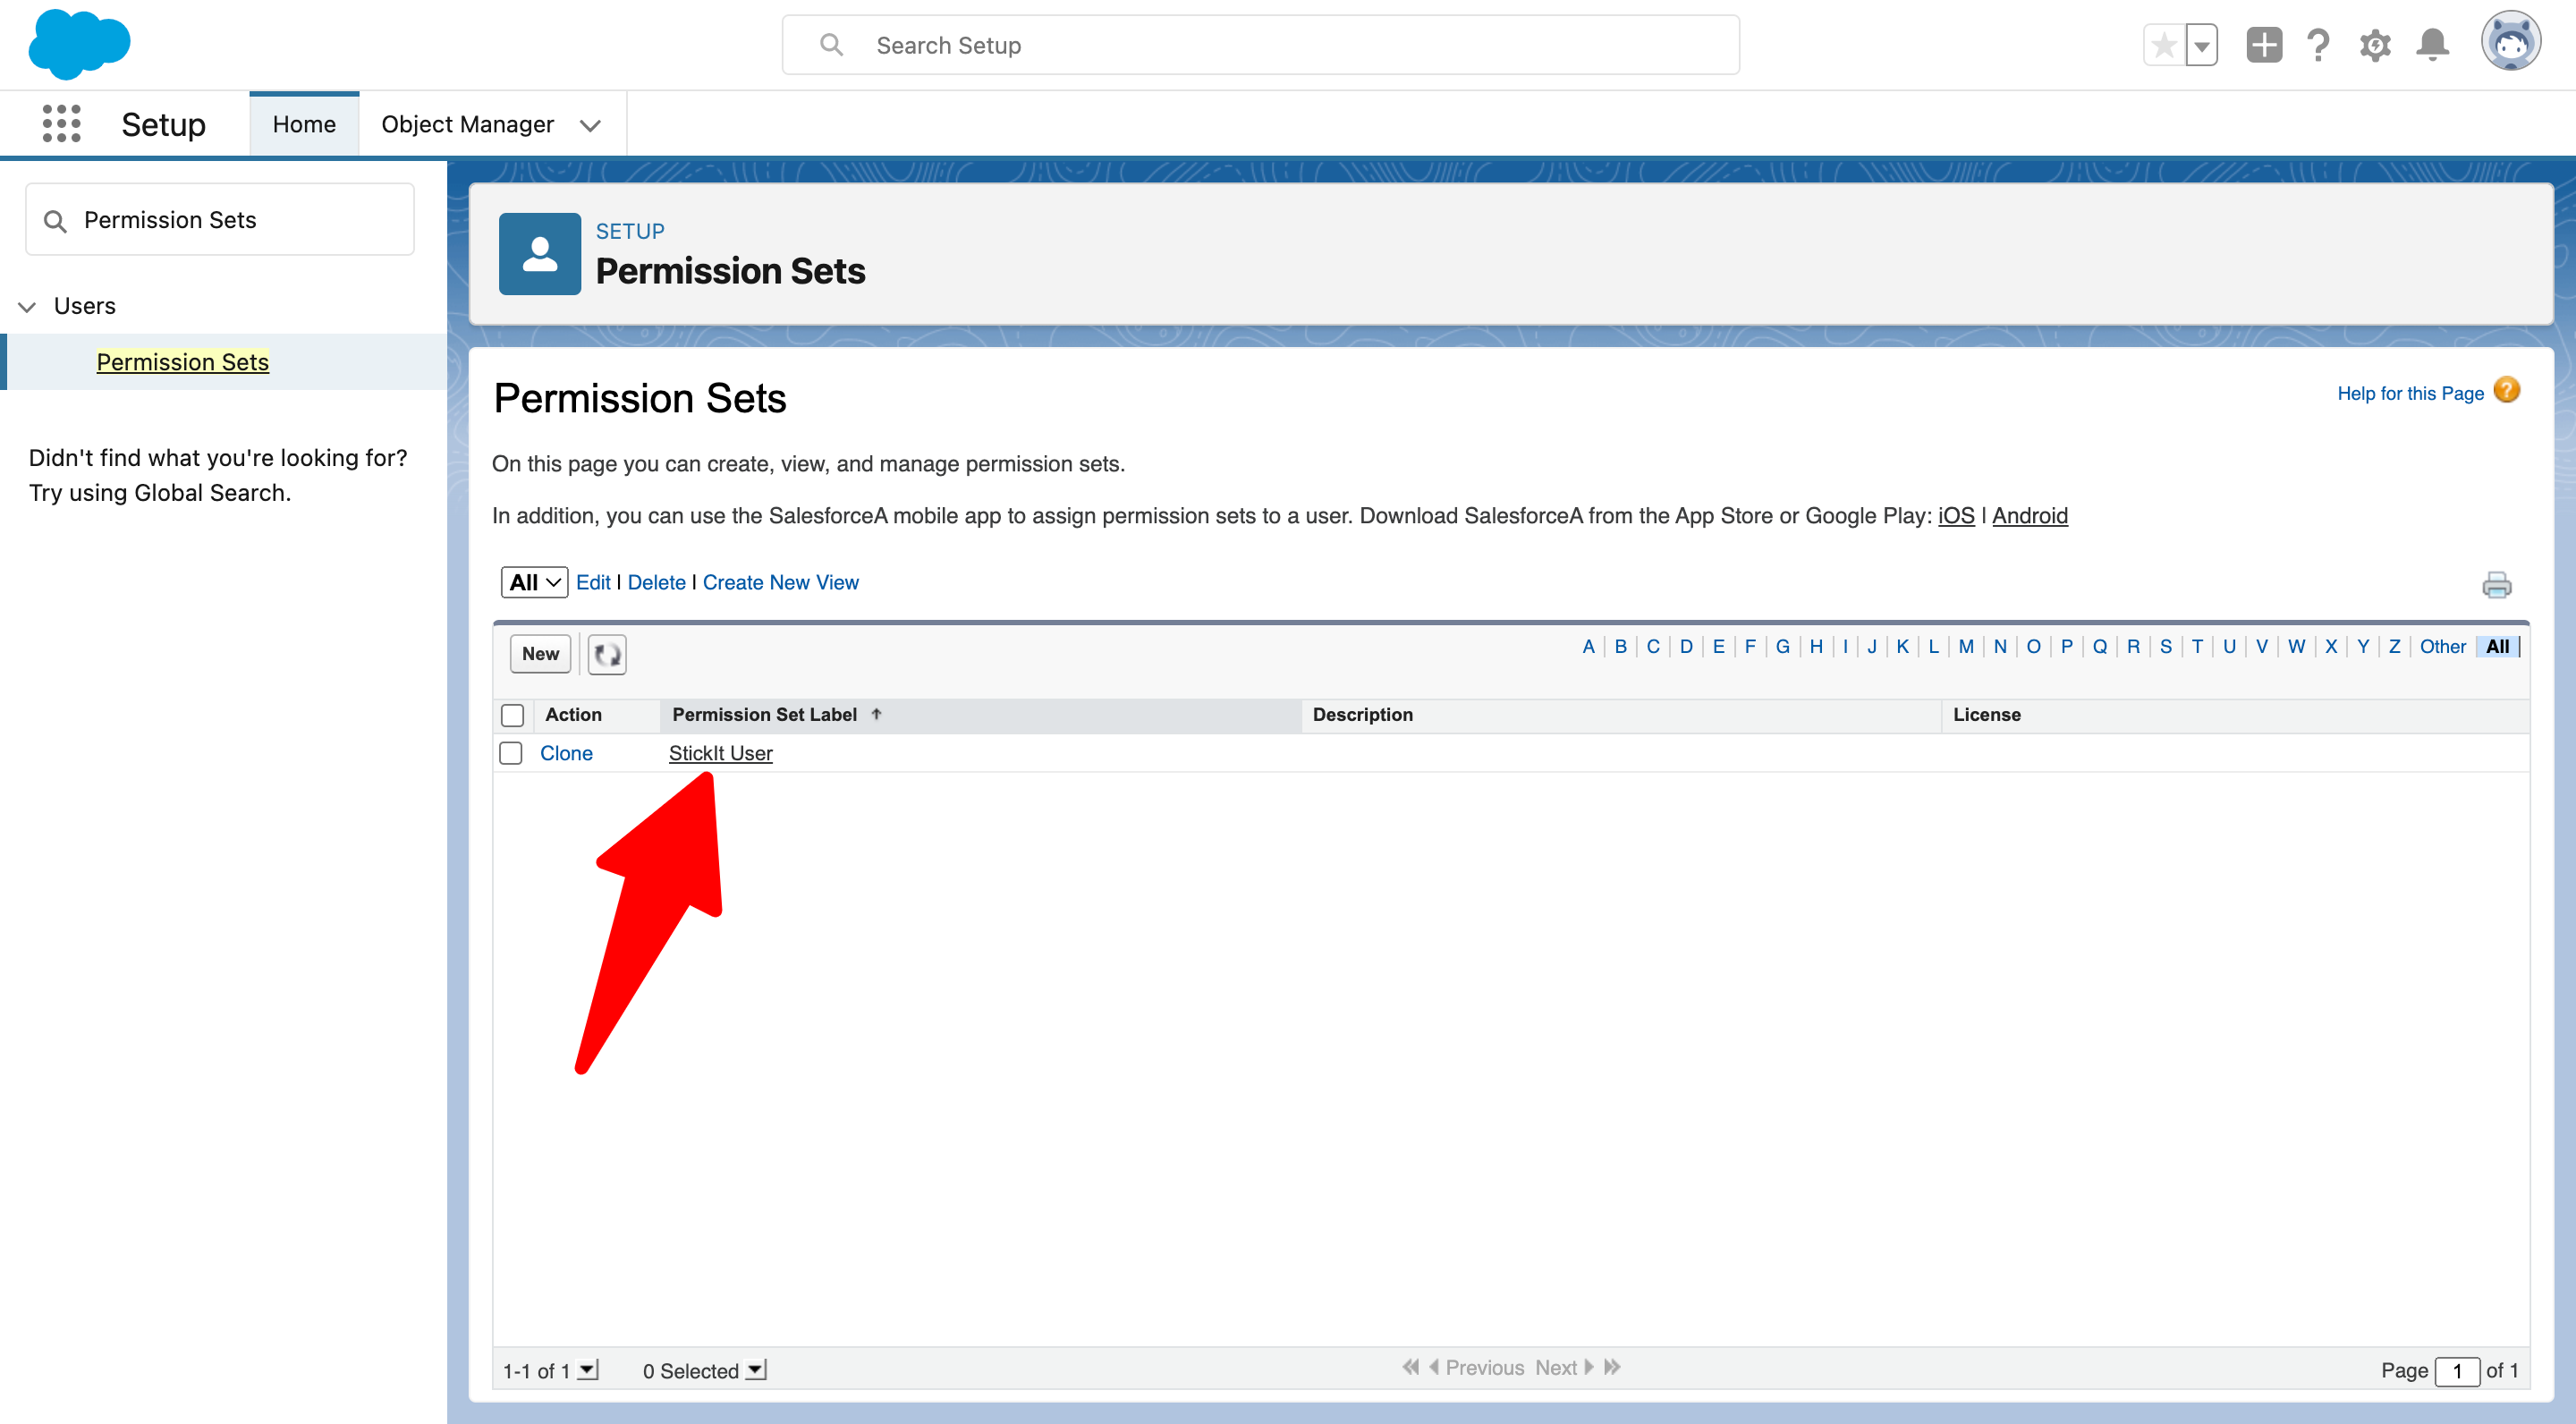 Search Setup
Setup
Home
Object Manager
Permission Sets
Users
Permission Sets
Didn't find what you're looking for?
Try using Global Search.
SETUP
Permission Sets
Permission Sets
Help for this Page ?
On this page you can create, view, and manage permission sets.
In addition, you can use the SalesforceA mobile app to assign permission sets to a user. Download SalesforceA from the App Store or Google Play: iOS | Android
All Edit | Delete | Create New View
New
A | B | C | D | E | F | G | H | I | J | K | L | M | N | O | P | Q | R | S | T | U | V | W | X | Y | Z | Other | All |
Action Permission Set Label Description License
Clone StickIt User
1-1 of 1 0 Selected Previous Next Page 1 of 1